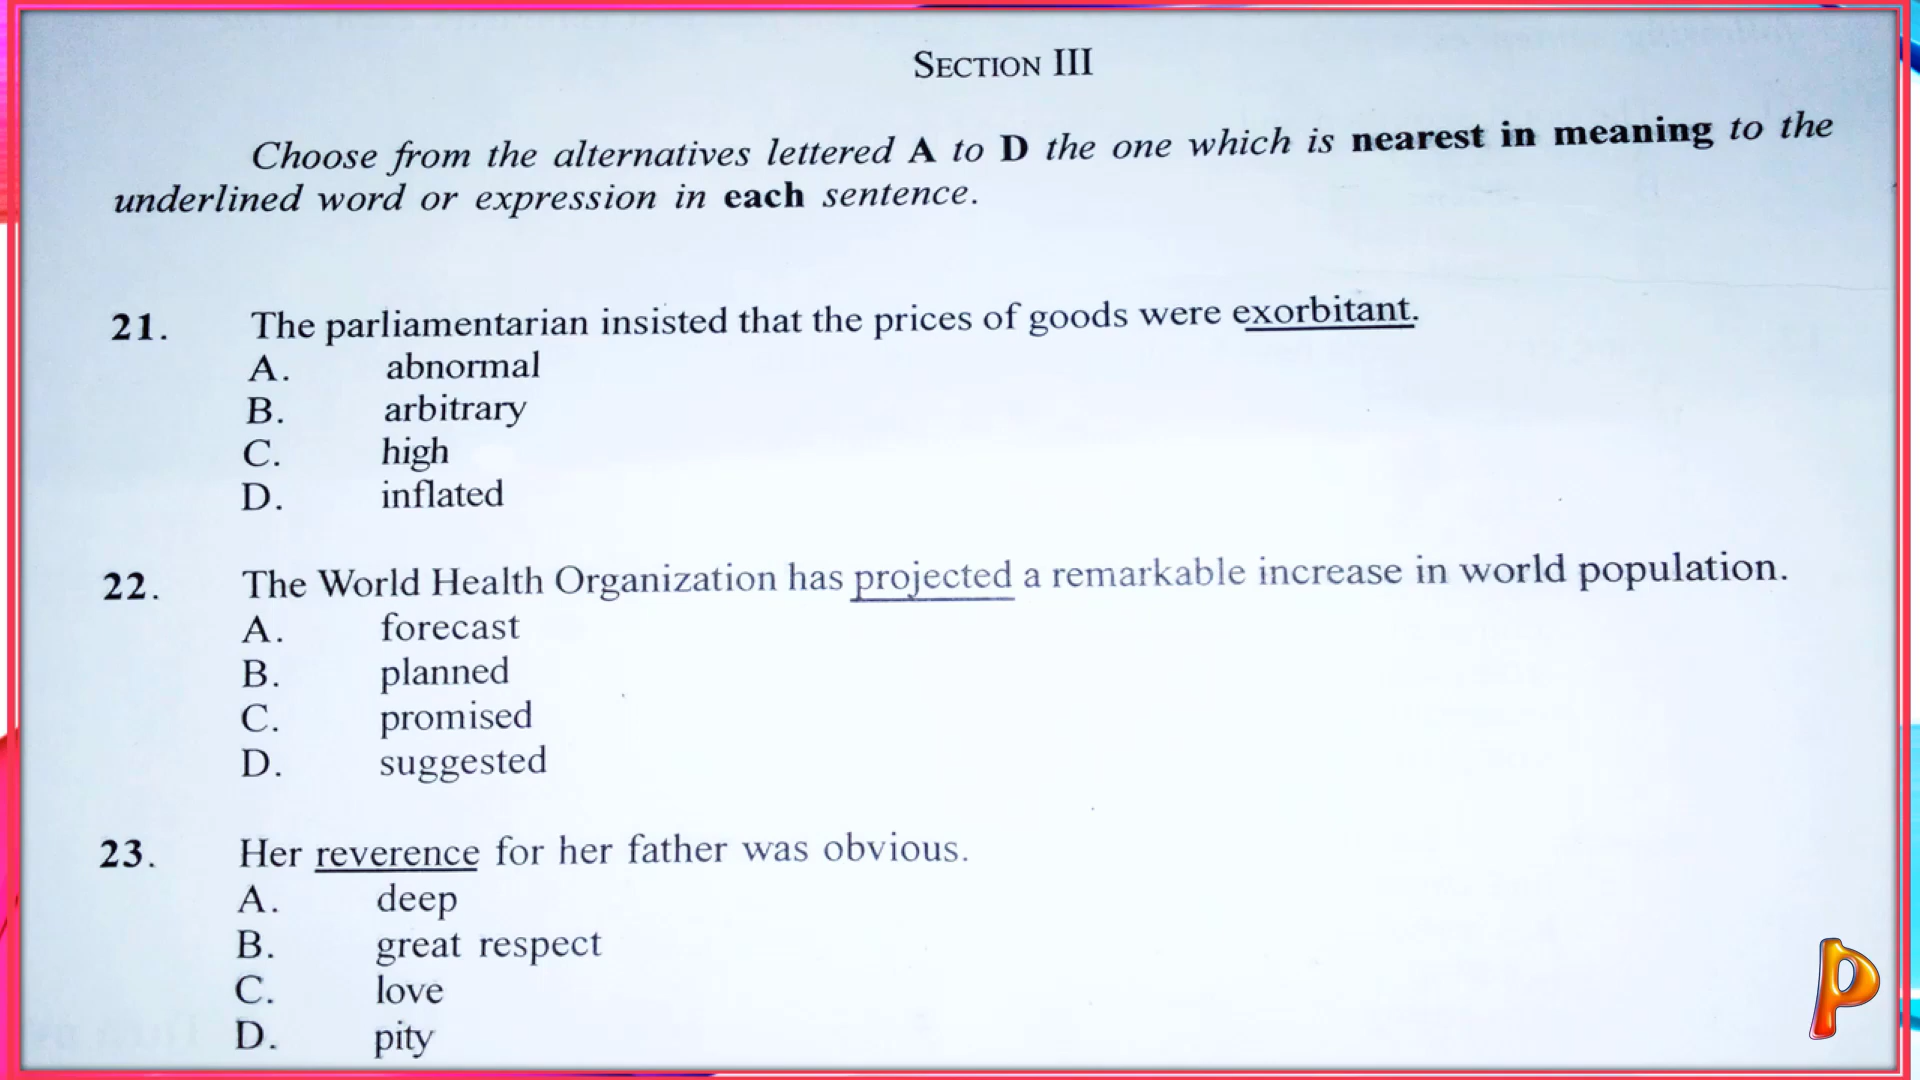 SECTION III
Choose from the alternatives lettered A to D the one which is nearest in meaning to the
underlined word or expression in each sentence.
21. The parliamentarian insisted that the prices of goods were exorbitant.
A. abnormal
B. arbitrary
C. high
D. inflated
22. The World Health Organization has projected a remarkable increase in world population.
A. forecast
B. planned
C. promised
D. suggested
23. Her reverence for her father was obvious.
A. deep
B. great respect
C. love
D. pity
P